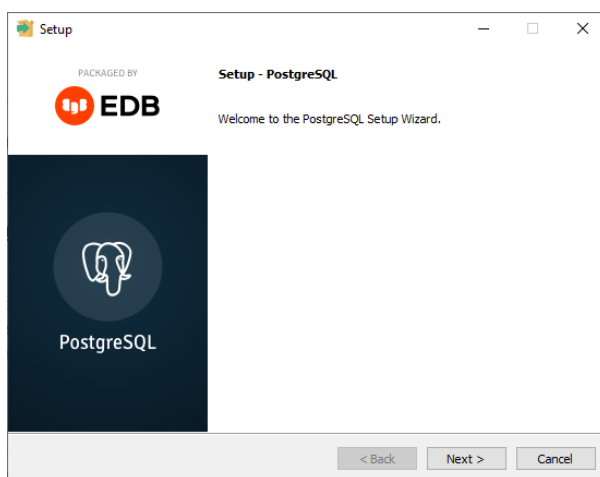 Setup
PACKAGED BY
EDB
Setup - PostgreSQL
Welcome to the PostgreSQL Setup Wizard.
PostgreSQL
< Back
Next >
Cancel